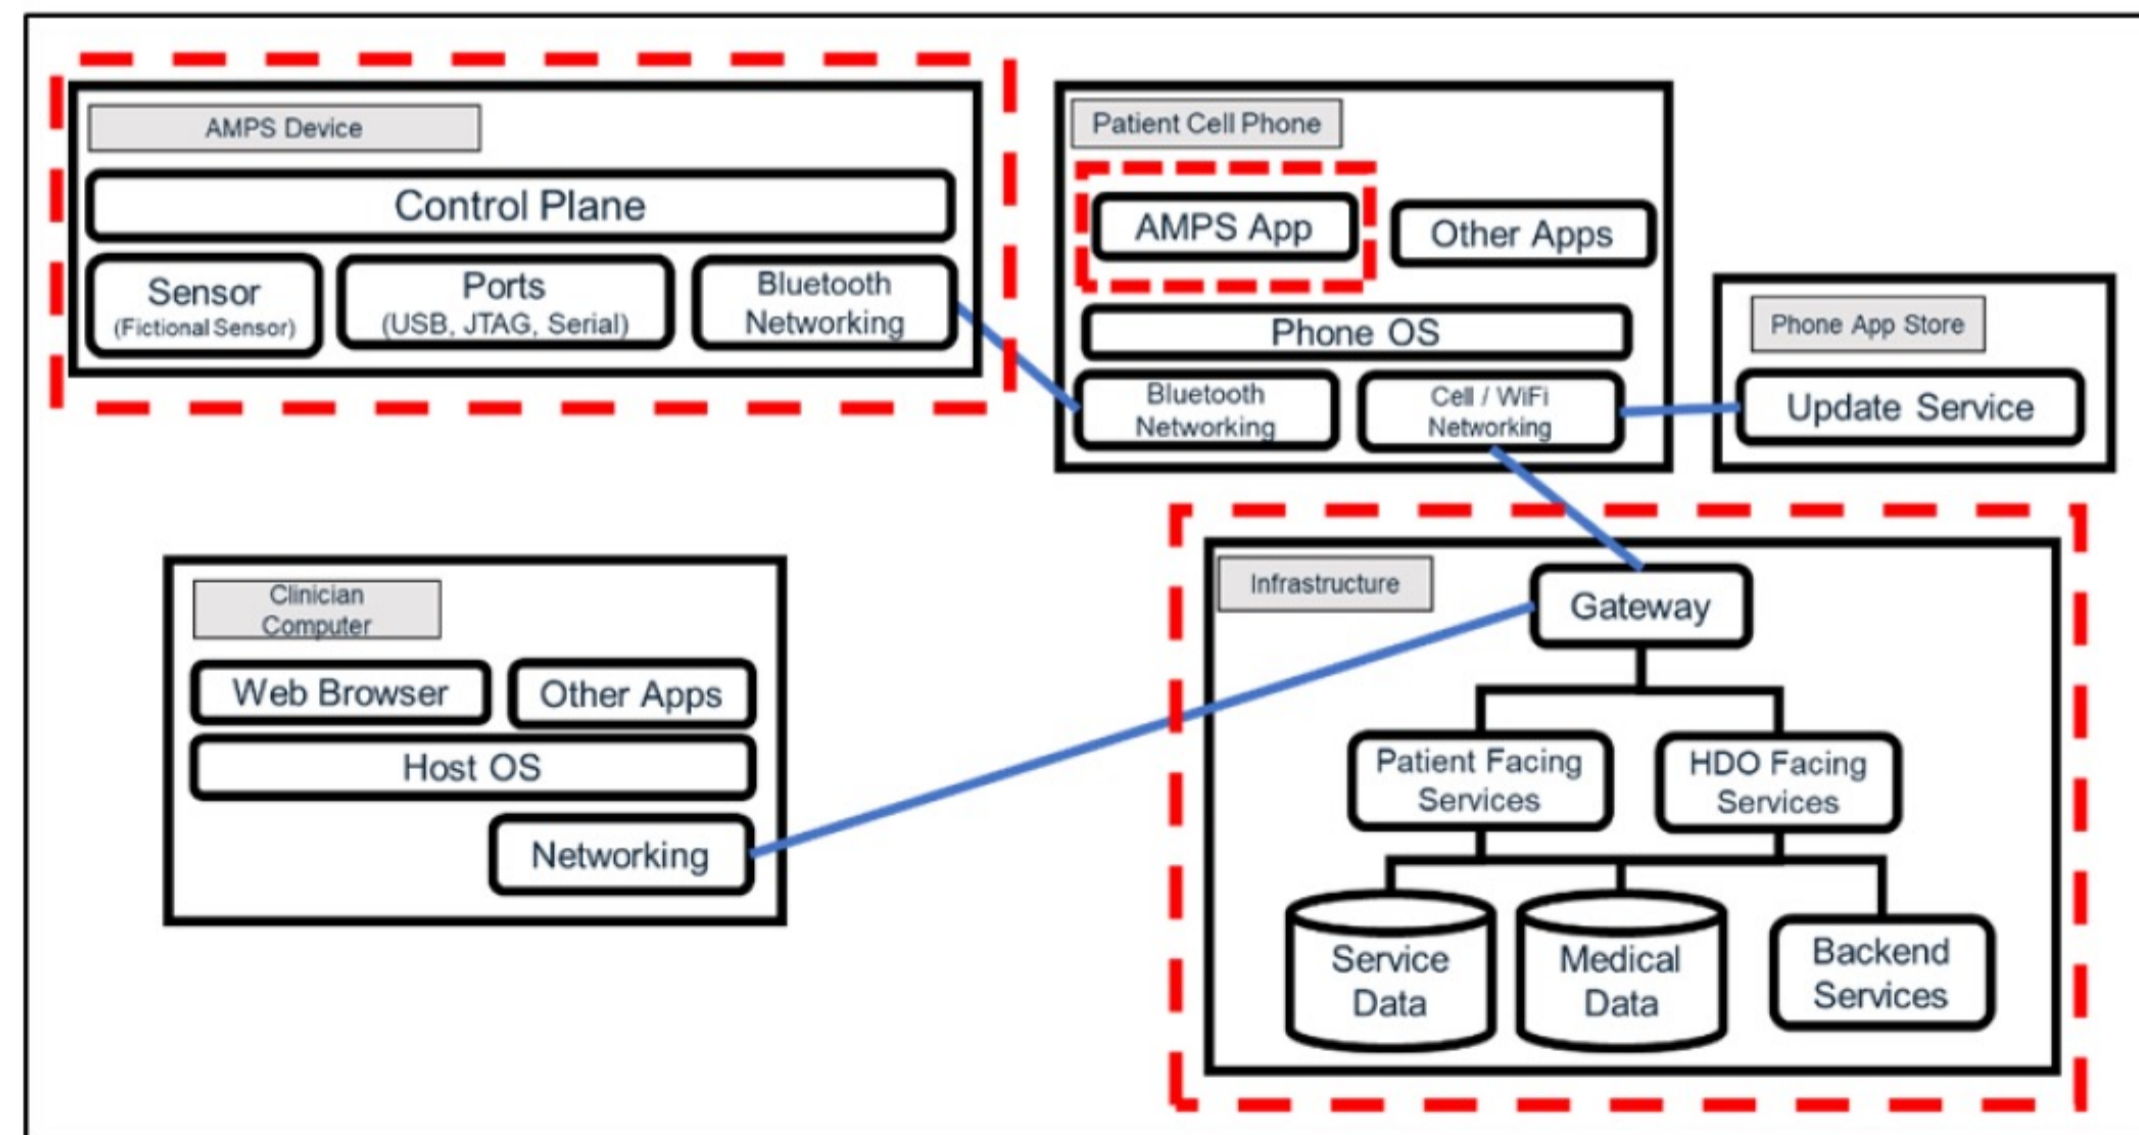 AMPS Device
Control Plane
Sensor
(Fictional Sensor)
Ports
(USB, JTAG, Serial)
Bluetooth
Networking
Patient Cell Phone
AMPS App
Other Apps
Phone OS
Bluetooth
Networking
Cell / WiFi
Networking
Phone App Store
Update Service
Clinician
Computer
Web Browser
Other Apps
Host OS
Networking
Infrastructure
Gateway
Patient Facing
Services
HDO Facing
Services
Service
Data
Medical
Data
Backend
Services